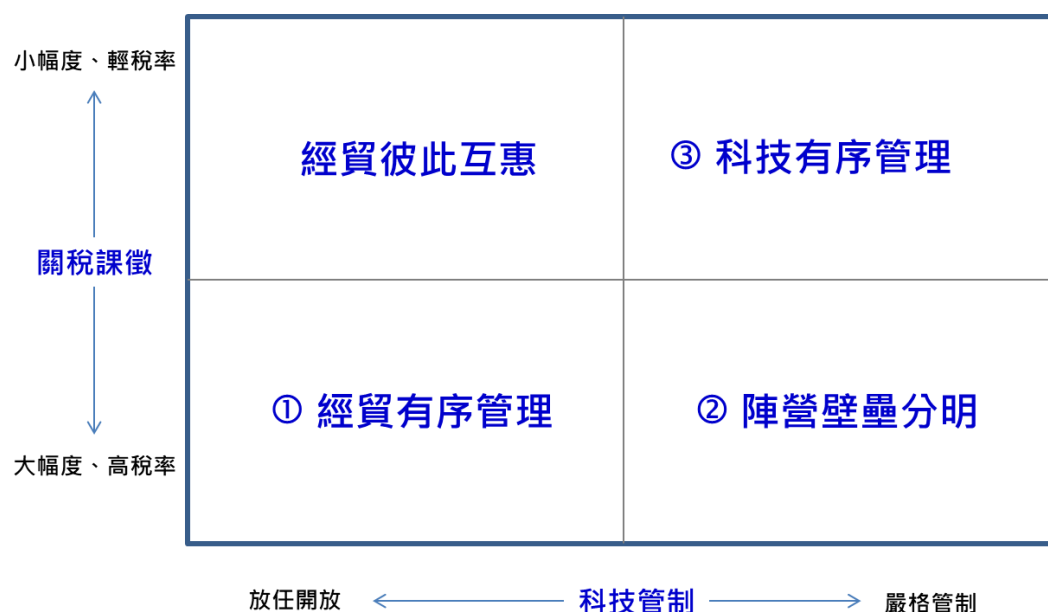 小幅度、輕稅率
經貿彼此互惠
③ 科技有序管理
關稅課徵
① 經貿有序管理
② 陣營壁壘分明
大幅度、高稅率
放任開放
科技管制
嚴格管制